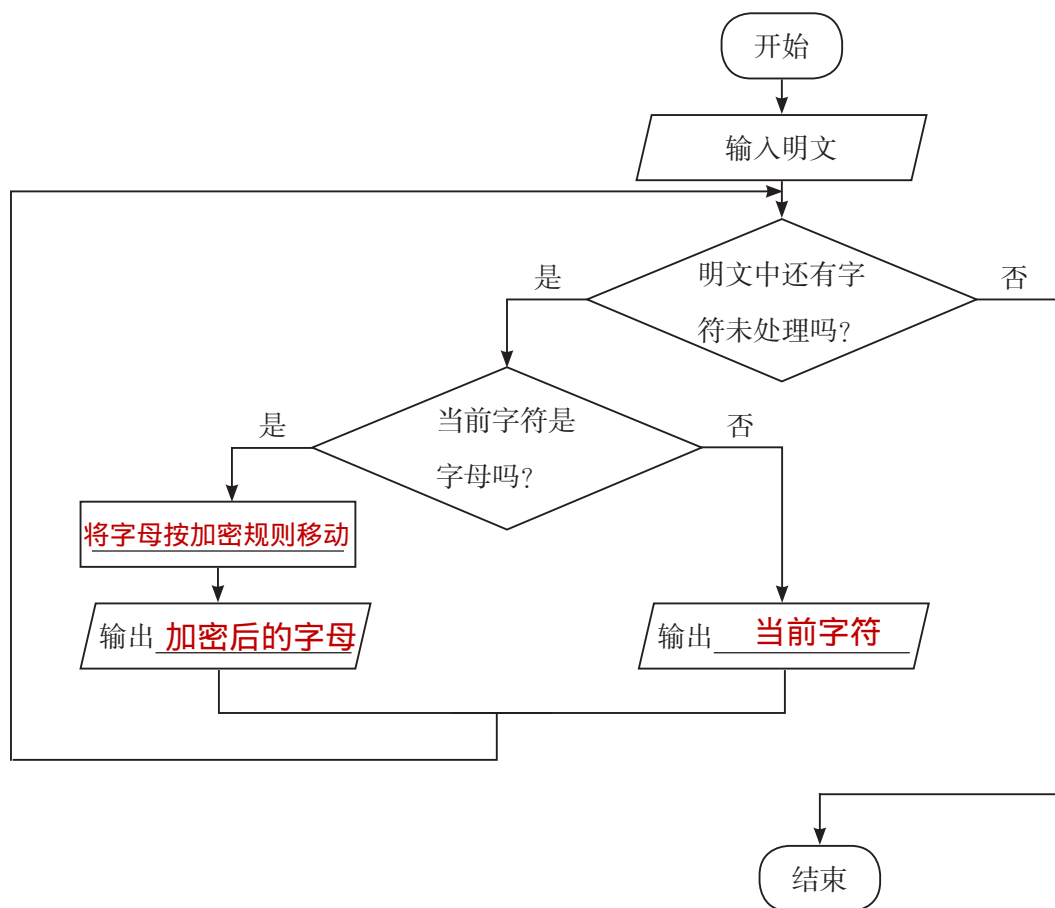 开始
输入明文
明文中还有字
符未处理吗？
是
否
当前字符是
字母吗？
是
否
将字母按加密规则移动
输出 加密后的字母
输出 当前字符
结束